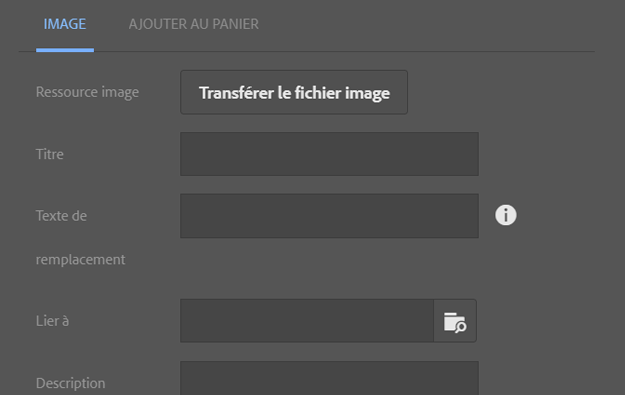 IMAGE AJOUTER AU PANIER
Ressource image Transférer le fichier image
Titre
Texte de
remplacement
Lier à
Description